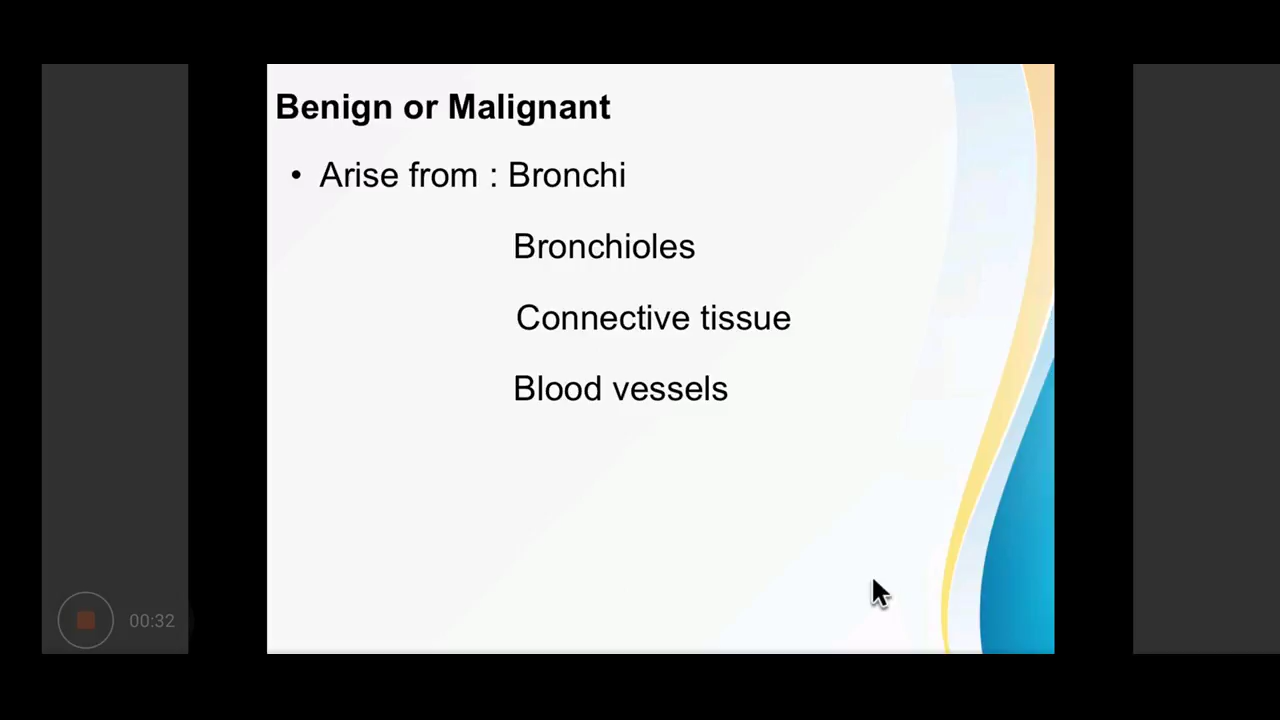 Benign or Malignant
• Arise from : Bronchi
Bronchioles
Connective tissue
Blood vessels
00:32